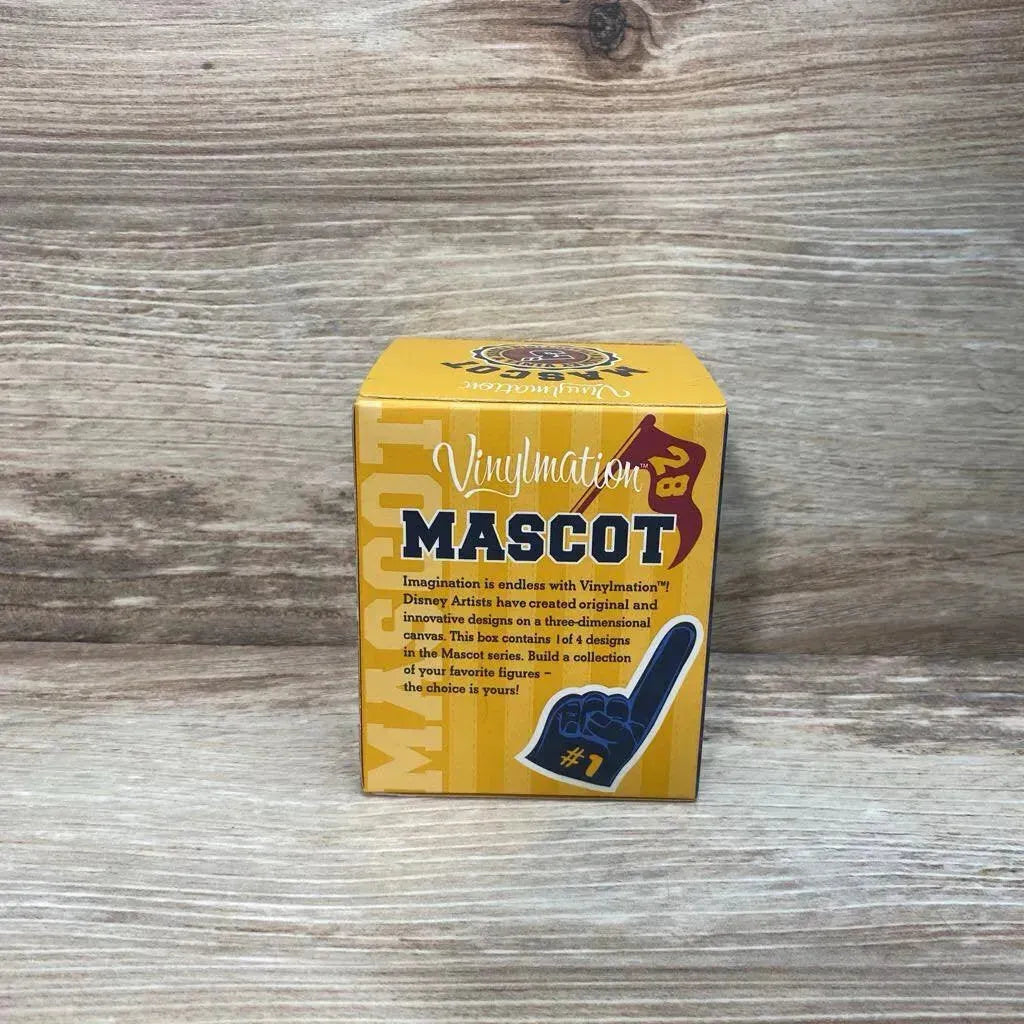 MASCOT
Vinylmation
Vinylmation™
28
MASCOT
MASCOT
Imagination is endless with Vinylmation™!
Disney Artists have created original and
innovative designs on a three-dimensional
canvas. This box contains 1 of 4 designs
in the Mascot series. Build a collection
of your favorite figures –
the choice is yours!
#1